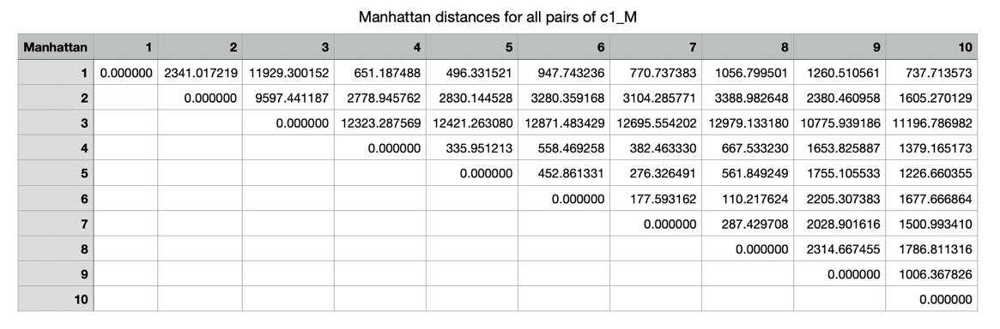 Manhattan distances for all pairs of c1_M
Manhattan 1 2 3 4 5 6 7 8 9 10
1 0.000000 2341.017219 11929.300152 651.187488 496.331521 947.743236 770.737383 1056.799501 1260.510561 737.713573
2 0.000000 9597.441187 2778.945762 2830.144528 3280.359168 3104.285771 3388.982648 2380.460958 1605.270129
3 0.000000 12323.287569 12421.263080 12871.483429 12695.554202 12979.133180 10775.939186 11196.786982
4 0.000000 335.951213 558.469258 382.463330 667.533230 1653.825887 1379.165173
5 0.000000 452.861331 276.326491 561.849249 1755.105533 1226.660355
6 0.000000 177.593162 110.217624 2205.307383 1677.666864
7 0.000000 287.429708 2028.901616 1500.993410
8 0.000000 2314.667455 1786.811316
9 0.000000 1006.367826
10 0.000000